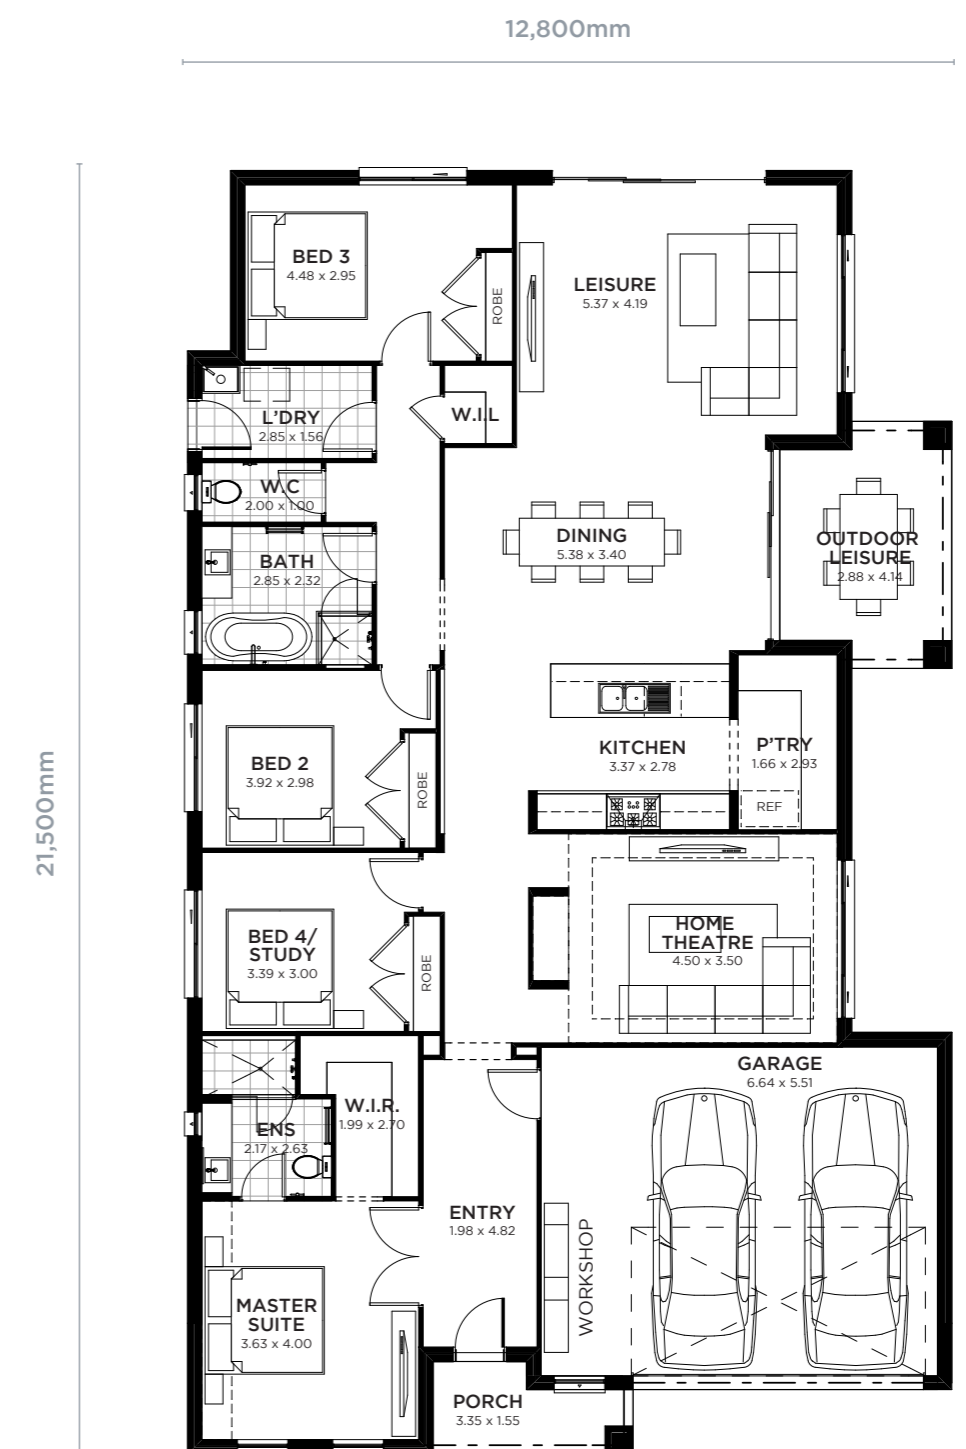 12,800mm
21,500mm
BED 3
4.48 x 2.95
ROBE
LEISURE
5.37 x 4.19
L'DRY
2.85 x 1.56
W.I.L
W.C
2.00 x 1.00
BATH
2.85 x 2.32
DINING
5.38 x 3.40
OUTDOOR
LEISURE
2.88 x 4.14
BED 2
3.92 x 2.98
ROBE
KITCHEN
3.37 x 2.78
P'TRY
1.66 x 2.93
REF
BED 4/
STUDY
3.39 x 3.00
ROBE
HOME
THEATRE
4.50 x 3.50
GARAGE
6.64 x 5.51
W.I.R.
1.99 x 2.70
ENS
2.17 x 2.63
ENTRY
1.98 x 4.82
WORKSHOP
MASTER
SUITE
3.63 x 4.00
PORCH
3.35 x 1.55